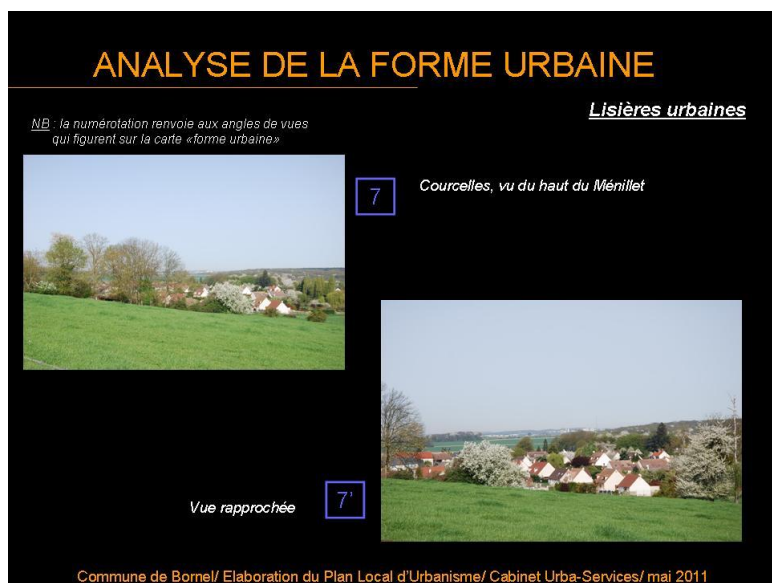 ANALYSE DE LA FORME URBAINE
Lisières urbaines
NB : la numérotation renvoie aux angles de vues
qui figurent sur la carte «forme urbaine»
7
Courcelles, vu du haut du Ménillet
Vue rapprochée
7'
Commune de Bornel/ Elaboration du Plan Local d'Urbanisme/ Cabinet Urba-Services/ mai 2011